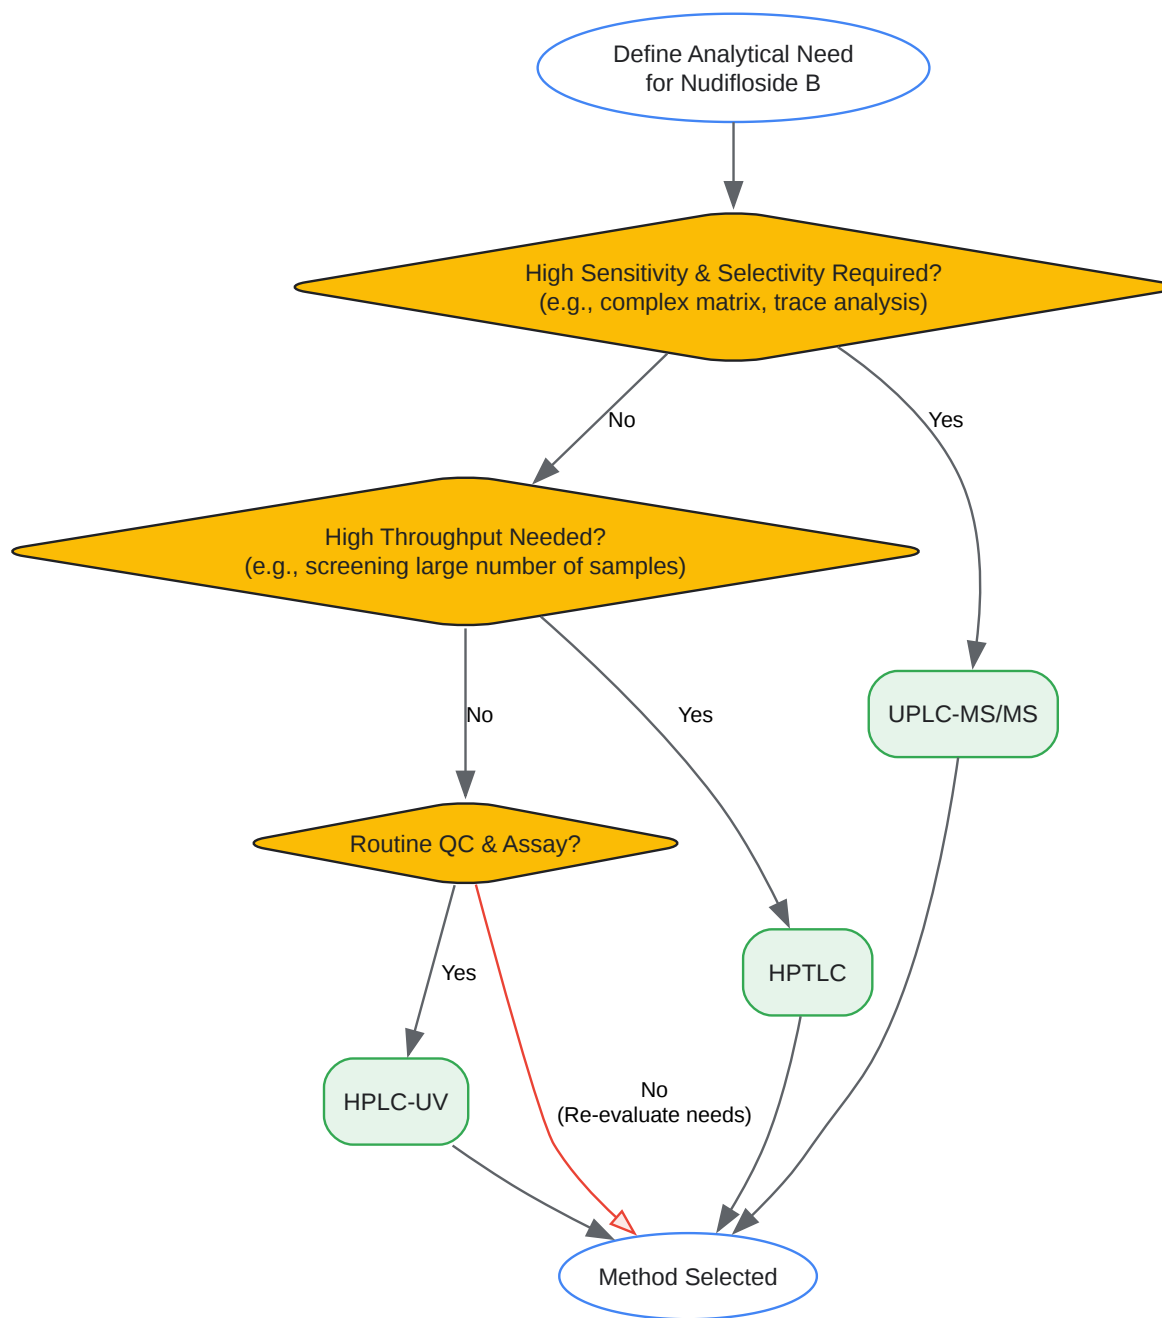 Define Analytical Need
for Nudifloside B
High Sensitivity & Selectivity Required?
(e.g., complex matrix, trace analysis)
No
Yes
High Throughput Needed?
(e.g., screening large number of samples)
No
Yes
UPLC-MS/MS
Routine QC & Assay?
Yes
HPTLC
No
(Re-evaluate needs)
HPLC-UV
Method Selected